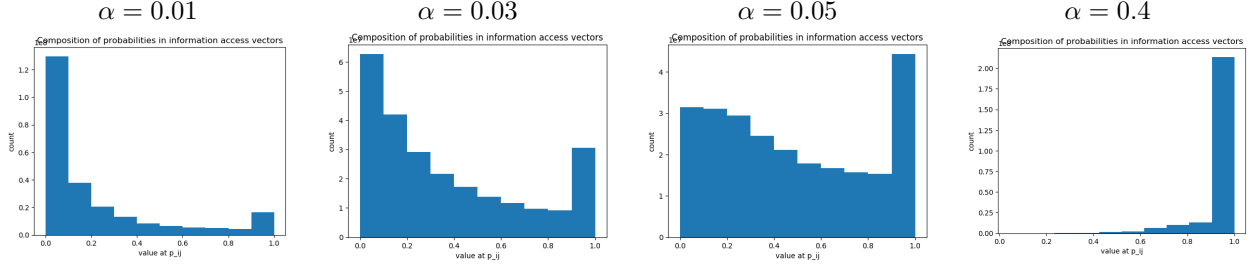 α = 0.01
α = 0.03
α = 0.05
α = 0.4
Composition of probabilities in information access vectors
1e8
1.2
1.0
0.8
0.6
0.4
0.2
0.0
count
0.0 0.2 0.4 0.6 0.8 1.0
value at p_ij
Composition of probabilities in information access vectors
1e7
6
5
4
3
2
1
0
count
0.0 0.2 0.4 0.6 0.8 1.0
value at p_ij
Composition of probabilities in information access vectors
1e7
4
3
2
1
0
count
0.0 0.2 0.4 0.6 0.8 1.0
value at p_ij
Composition of probabilities in information access vectors
1e8
2.00
1.75
1.50
1.25
1.00
0.75
0.50
0.25
0.00
count
0.0 0.2 0.4 0.6 0.8 1.0
value at p_ij